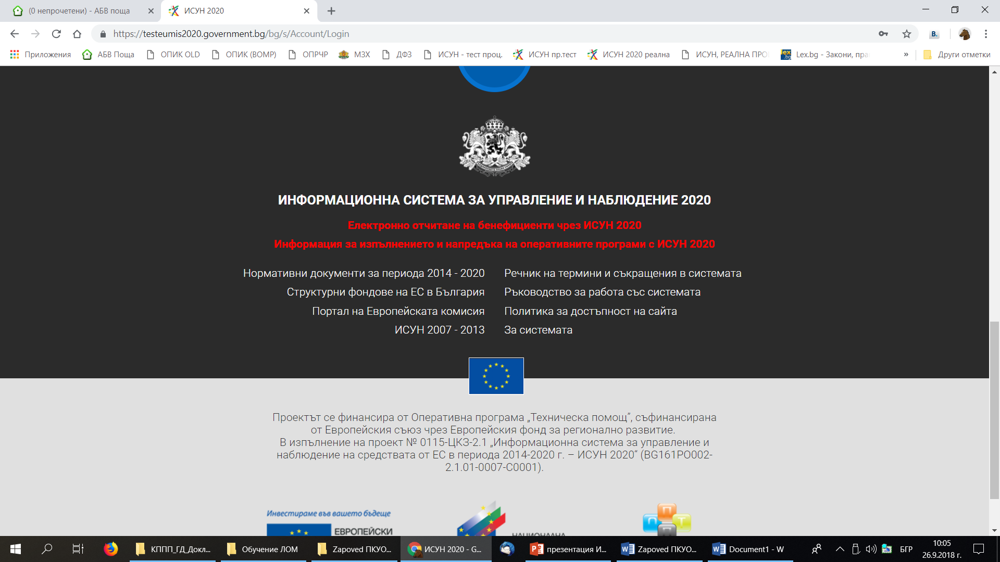 (0 непрочетени) - АБВ поща
ИСУН 2020
https://testeumis2020.government.bg/bg/s/Account/Login
Приложения
АБВ Поща
ОПИК OLD
ОПИК (ВОМР)
ОПРЧР
МЗХ
ДФЗ
ИСУН - тест проц.
ИСУН пр.тест
ИСУН 2020 реална
ИСУН, РЕАЛНА ПРО
Lex.bg - Закони, пра
»
Други отметки
ИНФОРМАЦИОННА СИСТЕМА ЗА УПРАВЛЕНИЕ И НАБЛЮДЕНИЕ 2020
Електронно отчитане на бенефициенти чрез ИСУН 2020
Информация за изпълнението и напредъка на оперативните програми с ИСУН 2020
Нормативни документи за периода 2014 - 2020
Структурни фондове на ЕС в България
Портал на Европейската комисия
ИСУН 2007 - 2013
Речник на термини и съкращения в системата
Ръководство за работа със системата
Политика за достъпност на сайта
За системата
Проектът се финансира от Оперативна програма „Техническа помощ”, съфинансирана
от Европейския съюз чрез Европейския фонд за регионално развитие.
В изпълнение на проект № 0115-ЦКЗ-2.1 „Информационна система за управление и
наблюдение на средствата от ЕС в периода 2014-2020 г. – ИСУН 2020“ (BG161PO002-
2.1.01-0007-C0001).
Инвестираме във вашето бъдеще
ЕВРОПЕЙСКИ
НАЦИОНАЛНА
П
П Т
П
КППП_ГД_Докл...
Обучение ЛОМ
Zapoved ПКУО...
ИСУН 2020 - G...
презентация И...
Zapoved ПКУО...
Document1 - W
БГР
10:05
26.9.2018 г.